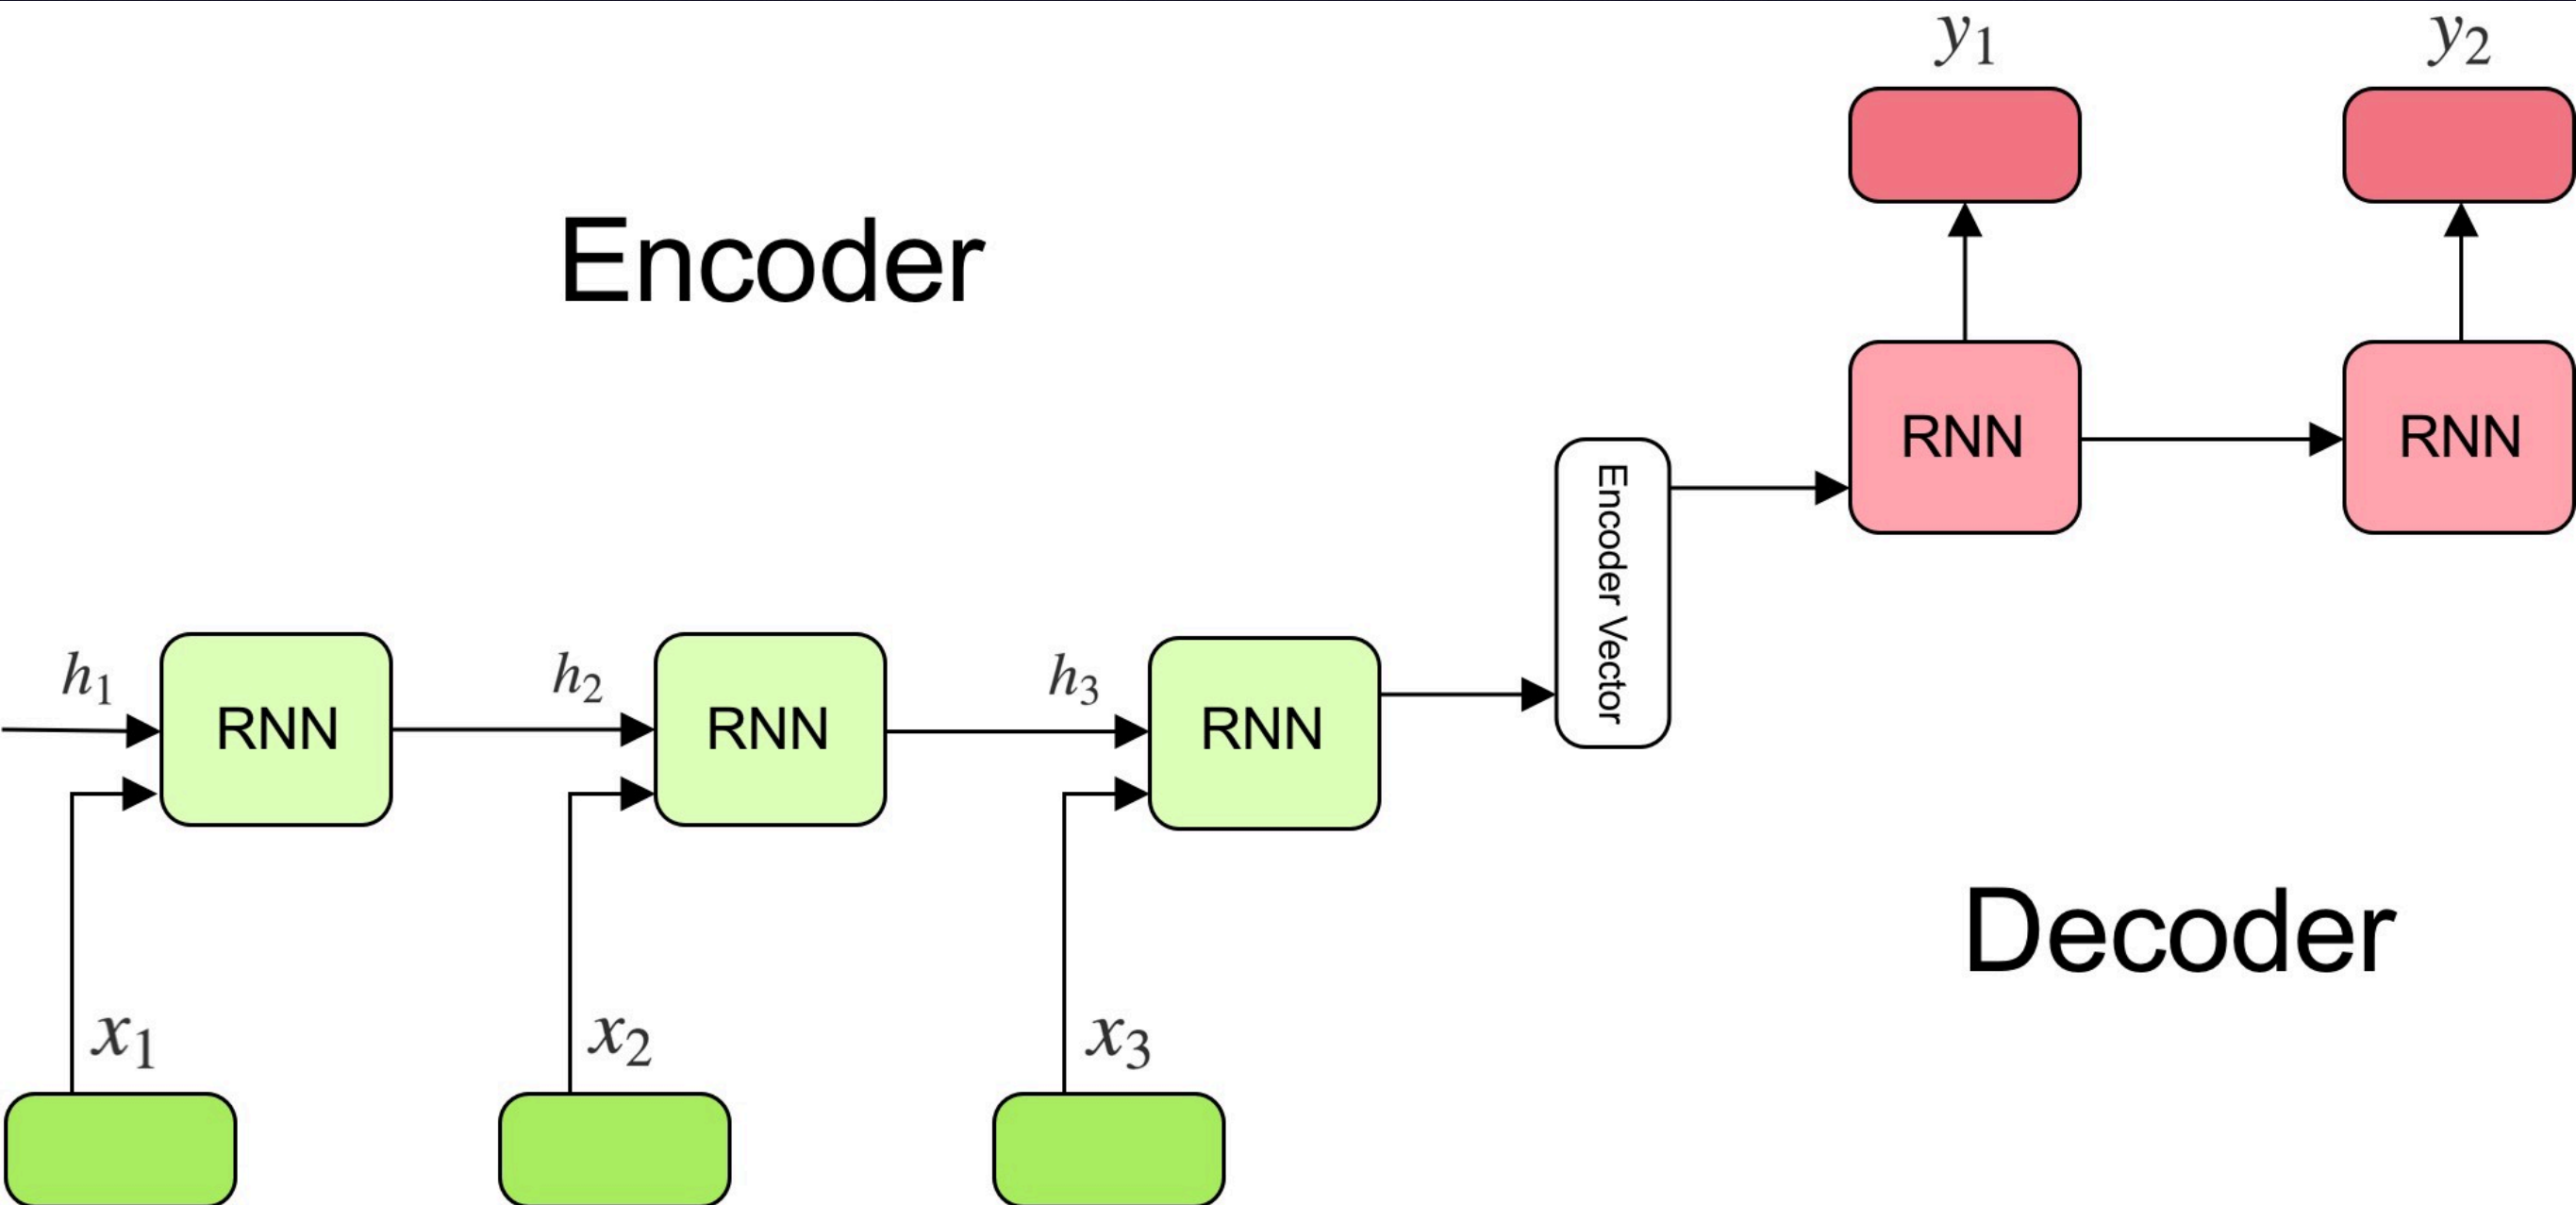 y1
y2
Encoder
RNN
RNN
Encoder Vector
h1
h2
h3
RNN
RNN
RNN
Decoder
x1
x2
x3